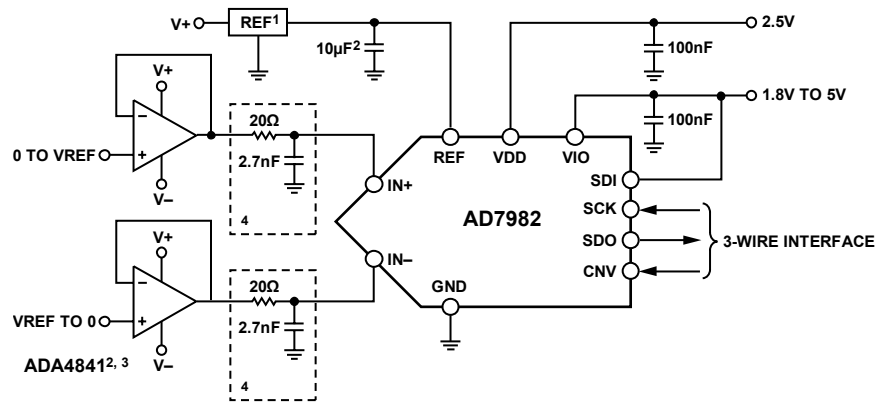 V+
REF1
10µF2
100nF
2.5V
1.8V TO 5V
100nF
V+
–
+
0 TO VREF
V–
20Ω
2.7nF
4
REF
VDD
VIO
IN+
SDI
SCK
SDO
CNV
AD7982
3-WIRE INTERFACE
IN–
GND
V+
–
+
VREF TO 0
V–
ADA48412, 3
20Ω
2.7nF
4